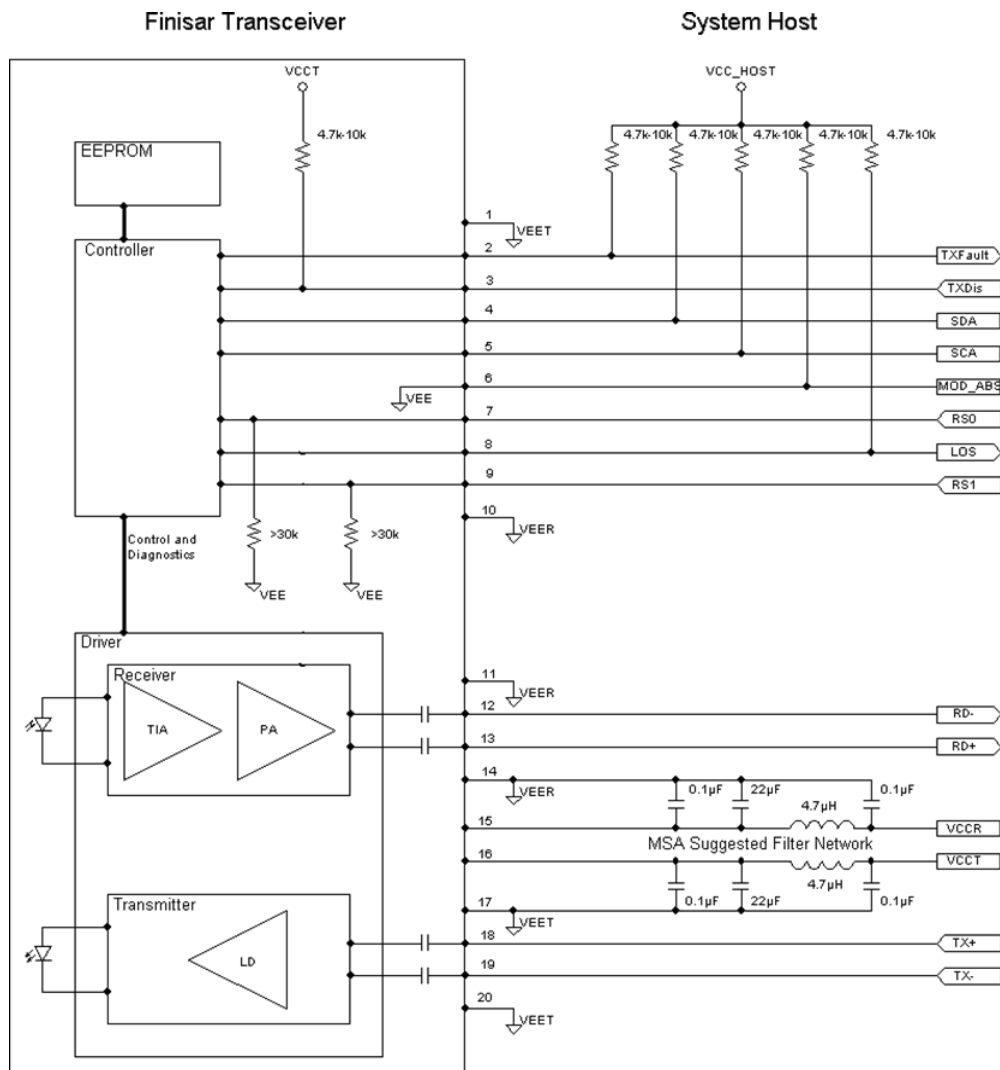 Finisar Transceiver
System Host
VCCT
VCC_HOST
4.7k-10k
4.7k-10k 4.7k-10k 4.7k-10k 4.7k-10k 4.7k-10k
EEPROM
Controller
1
VEET
2
TXFault
3
TXDis
4
SDA
5
SCA
6
VEE
MOD_ABS
7
RS0
8
LOS
9
RS1
10
VEER
Control and
Diagnostics
>30k
>30k
VEE
VEE
Driver
Receiver
TIA
PA
11
VEER
12
RD-
13
RD+
14
VEER
0.1µF
22µF
4.7µH
0.1µF
15
VCCR
MSA Suggested Filter Network
16
VCCT
4.7µH
0.1µF
22µF
0.1µF
17
VEET
Transmitter
LD
18
TX+
19
TX-
20
VEET